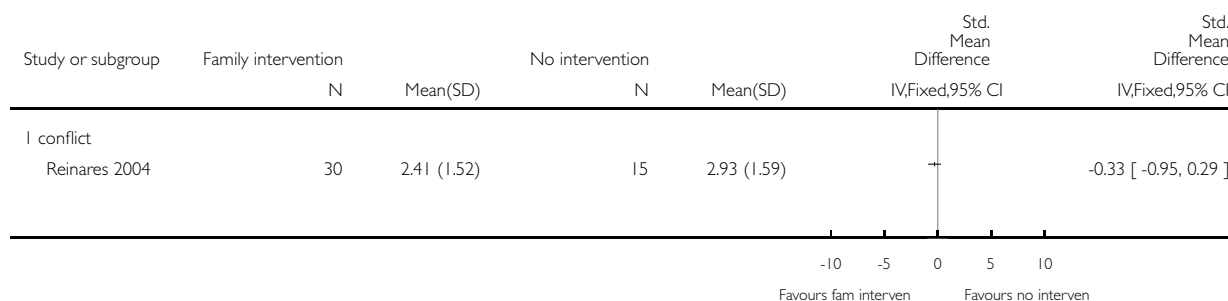 Study or subgroup Family intervention No intervention Std. Mean Difference Std. Mean Difference
N Mean(SD) N Mean(SD) IV,Fixed,95% CI IV,Fixed,95% CI
1 conflict
Reinares 2004 30 2.41 (1.52) 15 2.93 (1.59) -0.33 [ -0.95, 0.29 ]
-10 -5 0 5 10
Favours fam interven Favours no interven